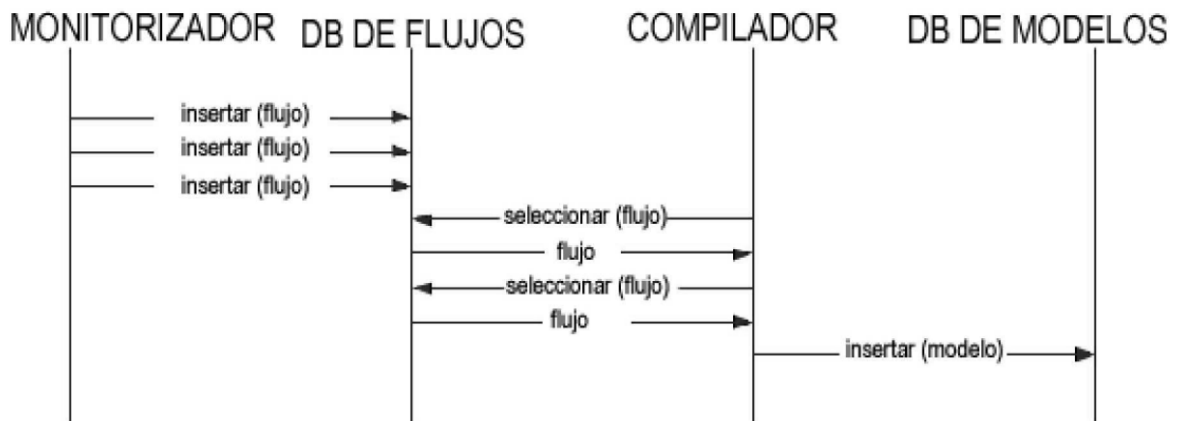 MONITORIZADOR DB DE FLUJOS COMPILADOR DB DE MODELOS
insertar (flujo)
insertar (flujo)
insertar (flujo)
seleccionar (flujo)
flujo
seleccionar (flujo)
flujo
insertar (modelo)